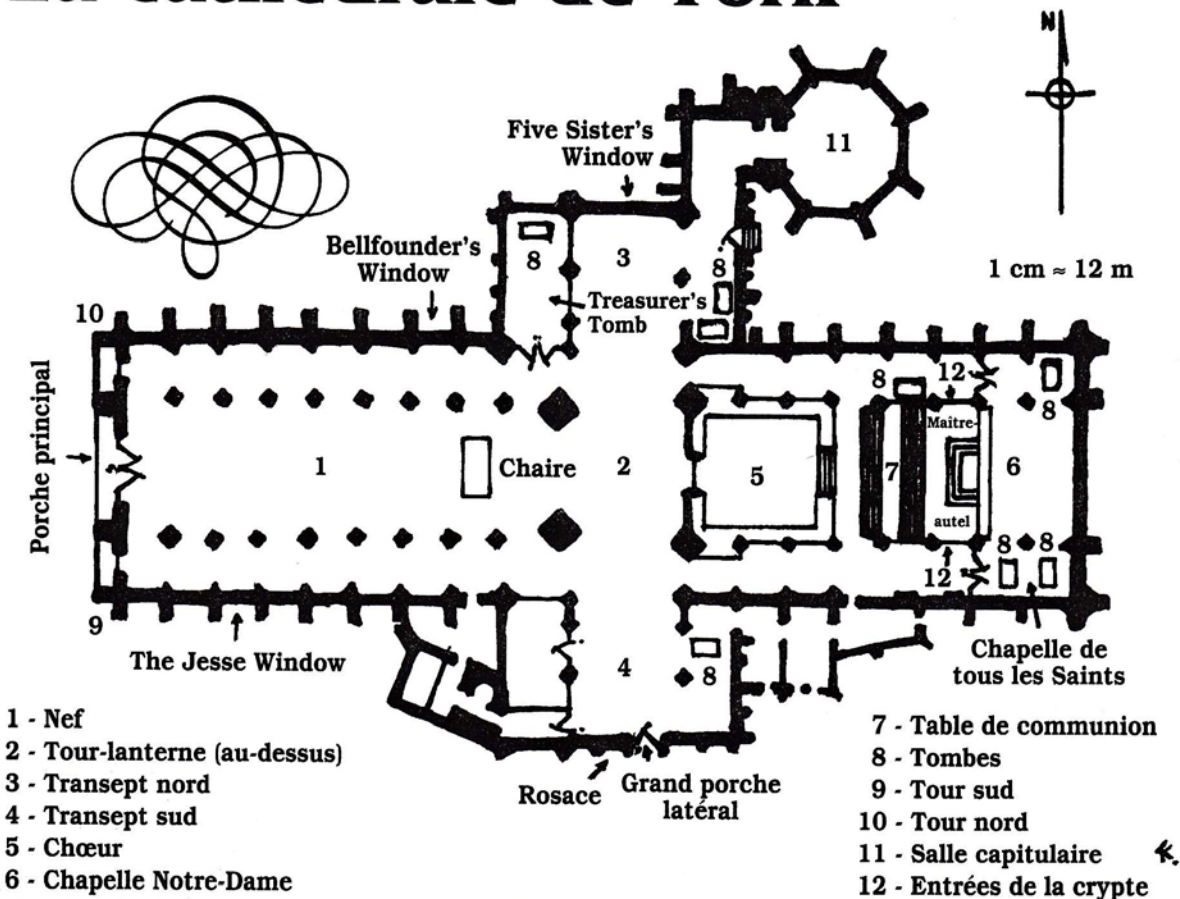 N
Five Sister's
Window
11
Bellfounder's
Window
8
3
8
1 cm ≈ 12 m
Treasurer's
Tomb
10
Porche principal
8
12
8
Maître-
1
Chaire
2
5
7
6
autel
8
8
12
9
The Jesse Window
4
8
Chapelle de
tous les Saints
Rosace
Grand porche
latéral
1 - Nef
2 - Tour-lanterne (au-dessus)
3 - Transept nord
4 - Transept sud
5 - Chœur
6 - Chapelle Notre-Dame
7 - Table de communion
8 - Tombes
9 - Tour sud
10 - Tour nord
11 - Salle capitulaire
12 - Entrées de la crypte